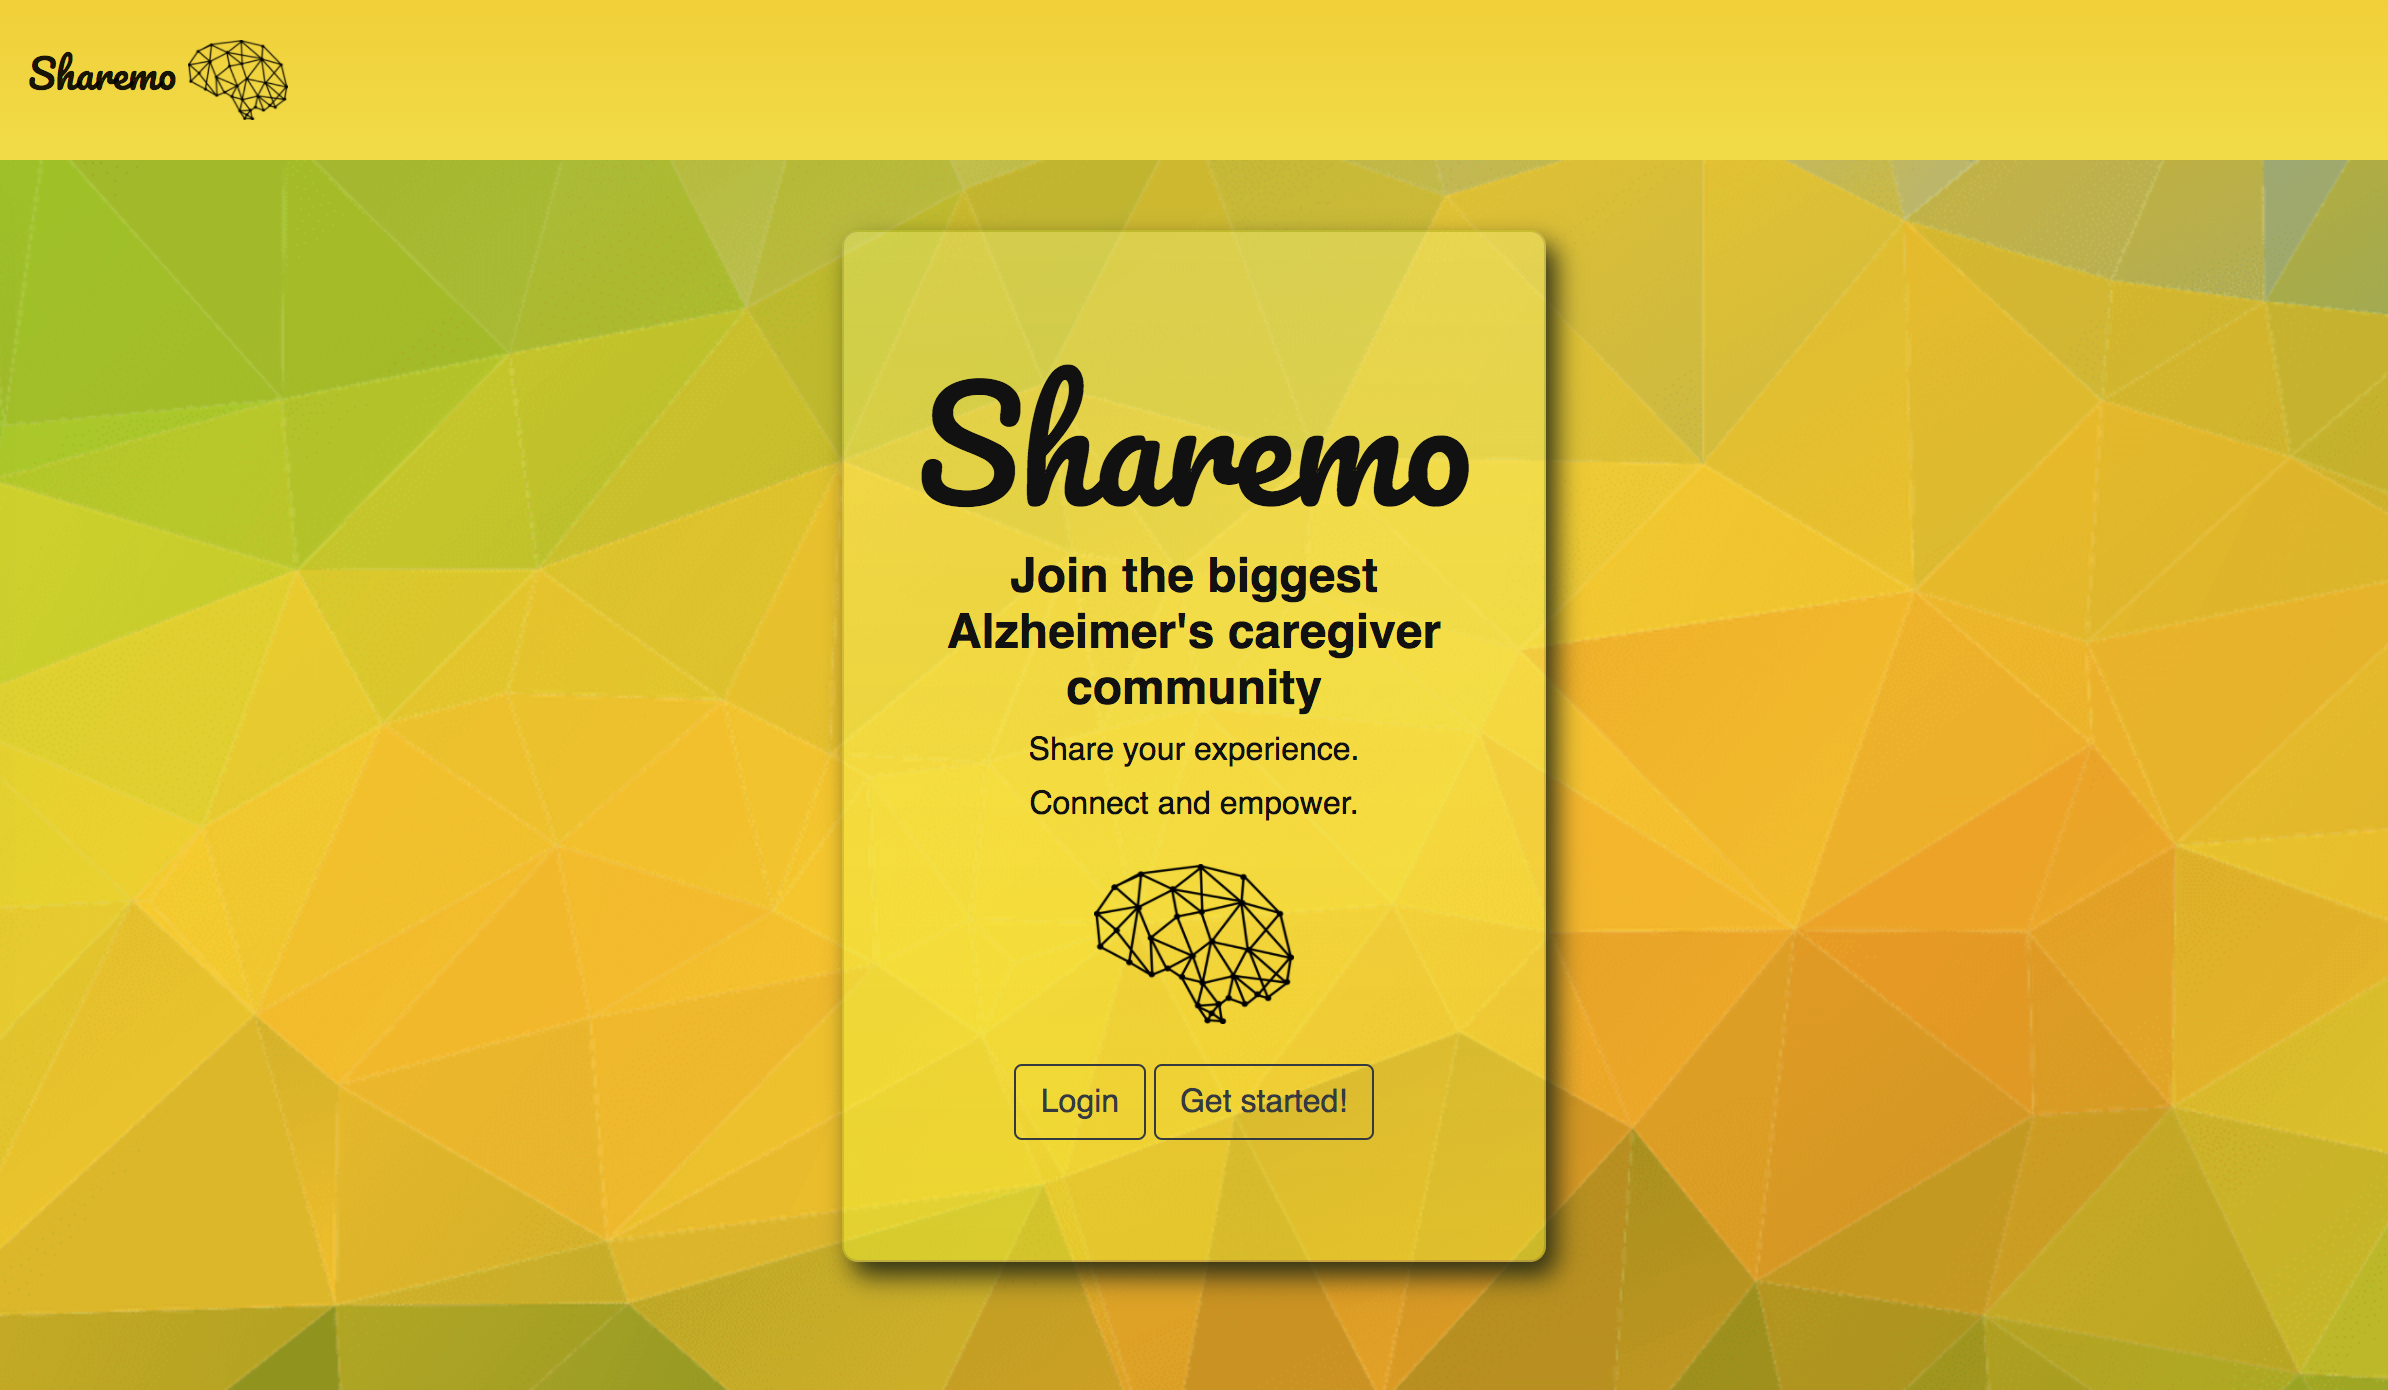 Sharemo
Sharemo
Join the biggest
Alzheimer's caregiver
community
Share your experience.
Connect and empower.
Login
Get started!